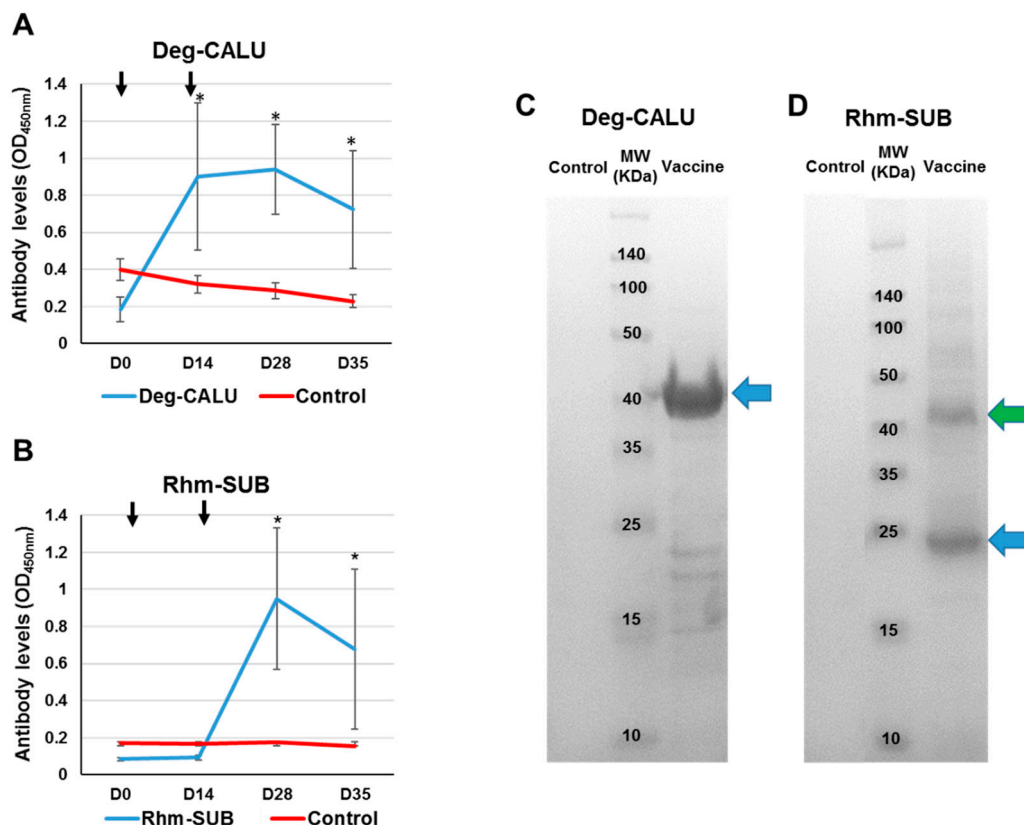 A
Deg-CALU
Antibody levels (OD450nm)
1.4
1.2
1
0.8
0.6
0.4
0.2
0
* * *
D0 D14 D28 D35
Deg-CALU Control
B
Rhm-SUB
Antibody levels (OD450nm)
1.4
1.2
1
0.8
0.6
0.4
0.2
0
* *
D0 D14 D28 D35
Rhm-SUB Control
C
Deg-CALU
Control MW (KDa) Vaccine
140
100
50
40
35
25
15
10
D
Rhm-SUB
Control MW (KDa) Vaccine
140
100
50
40
35
25
15
10